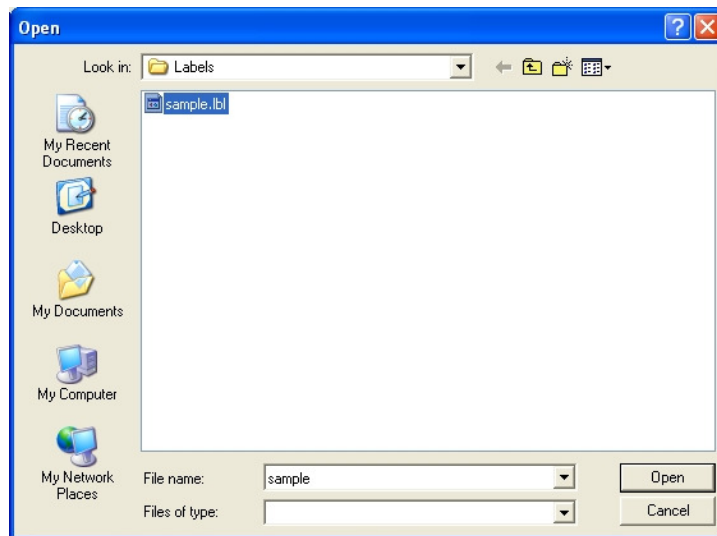 Open
Look in: Labels
sample.lbl
My Recent
Documents
Desktop
My Documents
My Computer
My Network
Places
File name: sample Open
Files of type: Cancel